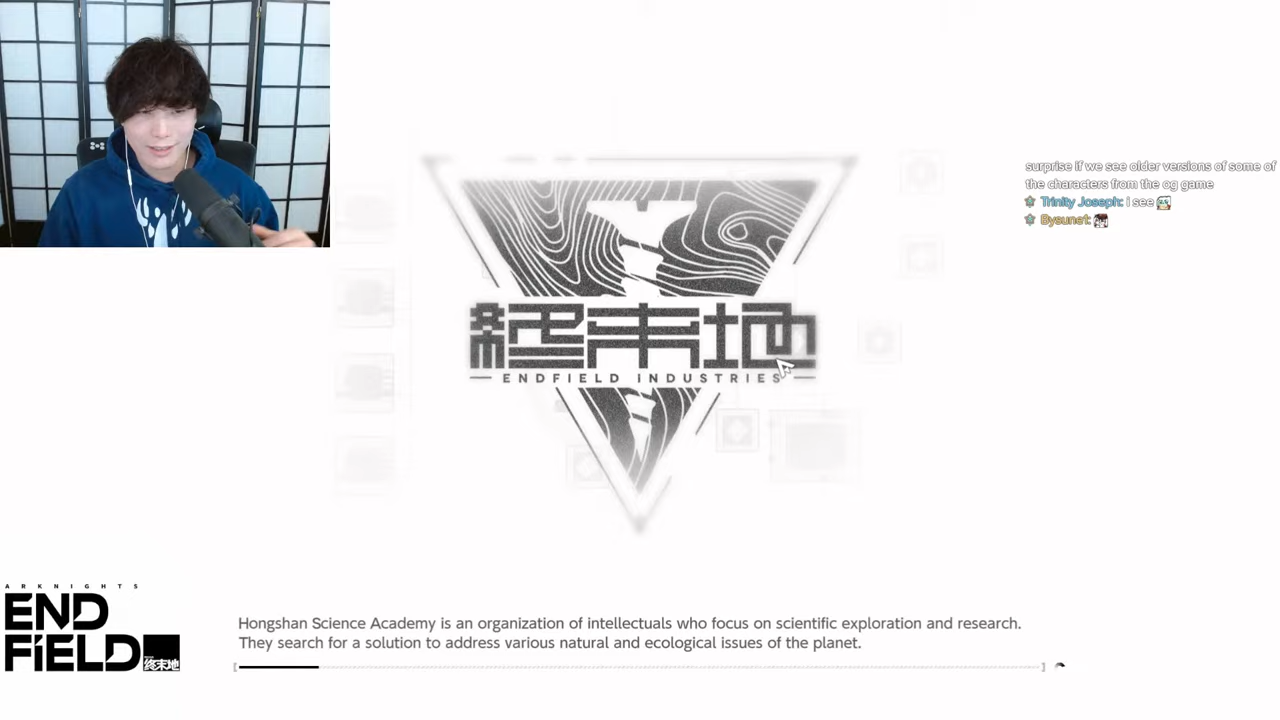 surprise if we see older versions of some of
the characters from the og game
Trinity Joseph: i see
Bysunet:
終末地
ENDFIELD INDUSTRIES
ARKNIGHTS
END
FIELD
终末地
Hongshan Science Academy is an organization of intellectuals who focus on scientific exploration and research.
They search for a solution to address various natural and ecological issues of the planet.